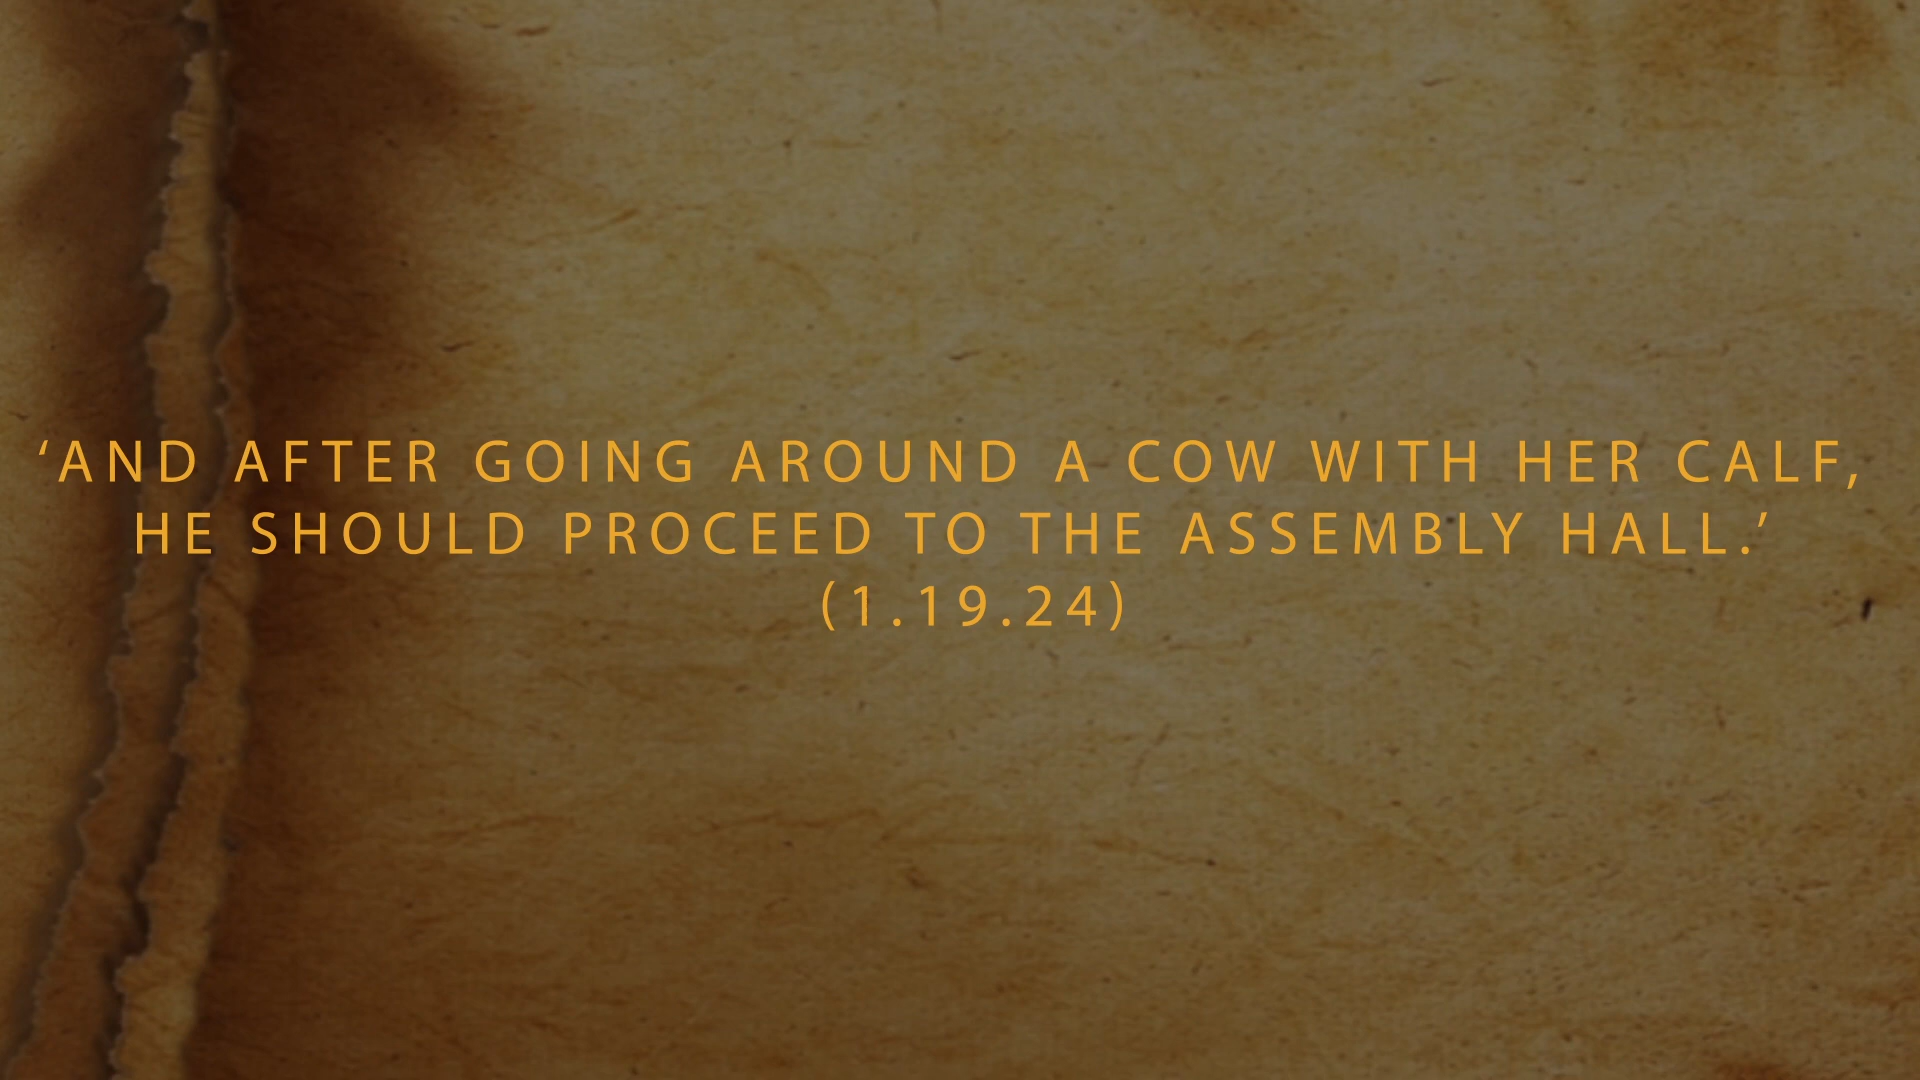 ‘AND AFTER GOING AROUND A COW WITH HER CALF,
HE SHOULD PROCEED TO THE ASSEMBLY HALL.’
(1.19.24)